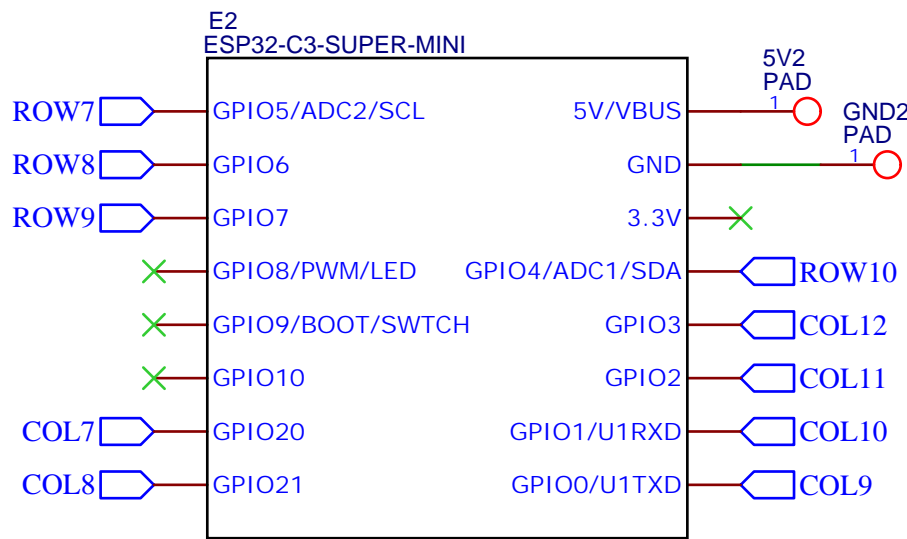 E2
ESP32-C3-SUPER-MINI
5V2
PAD
1
GND2
PAD
1
ROW7 GPIO5/ADC2/SCL 5V/VBUS
ROW8 GPIO6 GND
ROW9 GPIO7 3.3V
GPIO8/PWM/LED GPIO4/ADC1/SDA ROW10
GPIO9/BOOT/SWTCH GPIO3 COL12
GPIO10 GPIO2 COL11
COL7 GPIO20 GPIO1/U1RXD COL10
COL8 GPIO21 GPIO0/U1TXD COL9